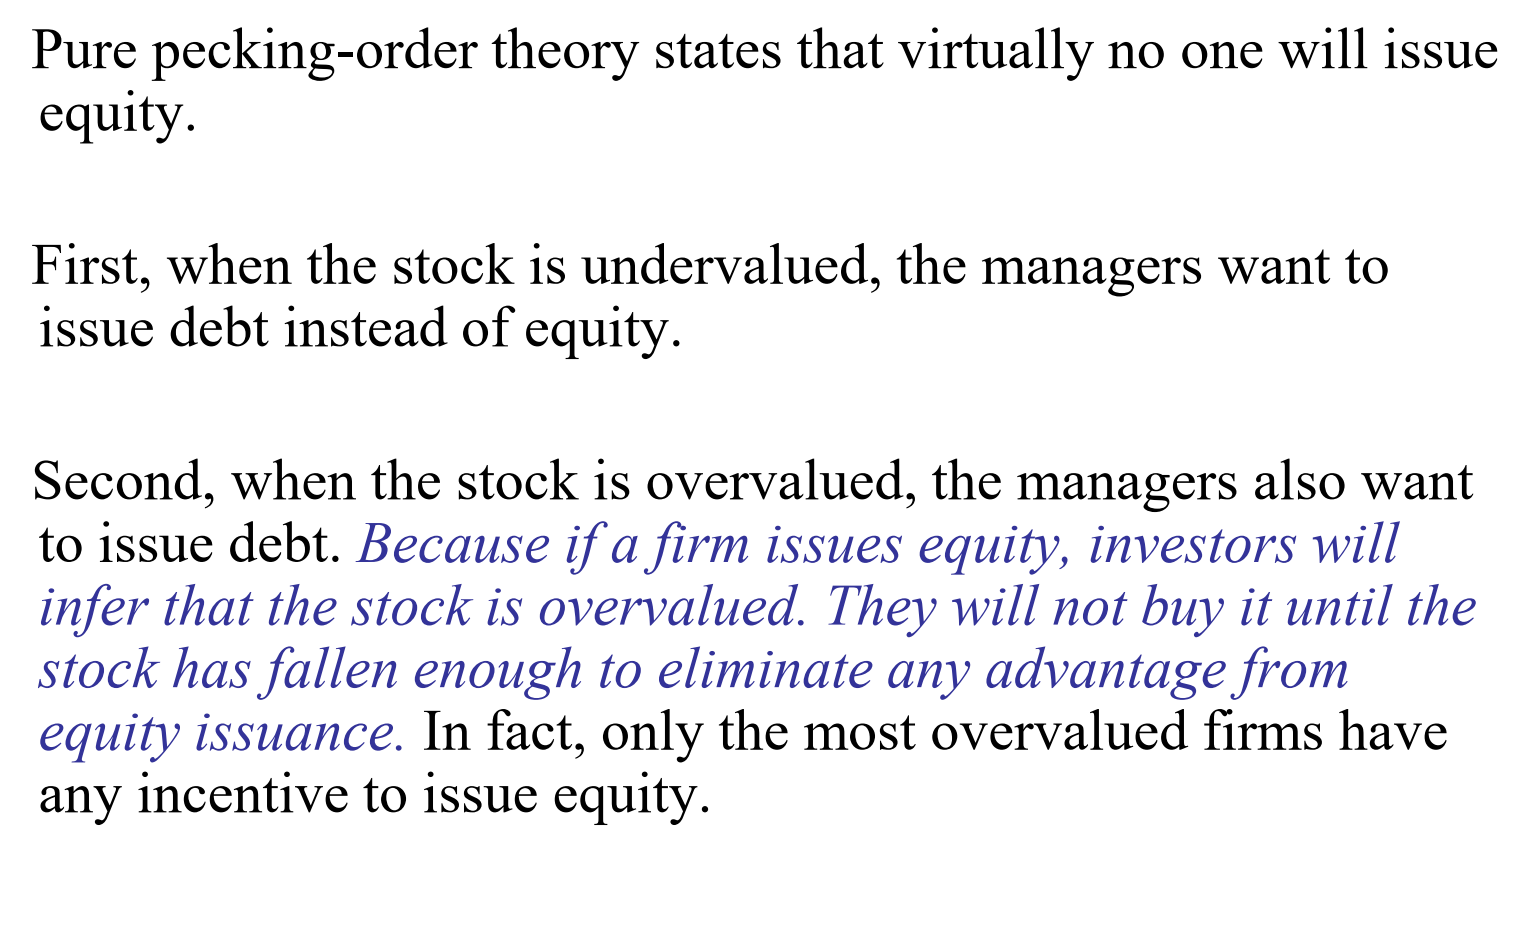 Pure pecking-order theory states that virtually no one will issue
equity.
First, when the stock is undervalued, the managers want to
issue debt instead of equity.
Second, when the stock is overvalued, the managers also want
to issue debt. Because if a firm issues equity, investors will
infer that the stock is overvalued. They will not buy it until the
stock has fallen enough to eliminate any advantage from
equity issuance. In fact, only the most overvalued firms have
any incentive to issue equity.